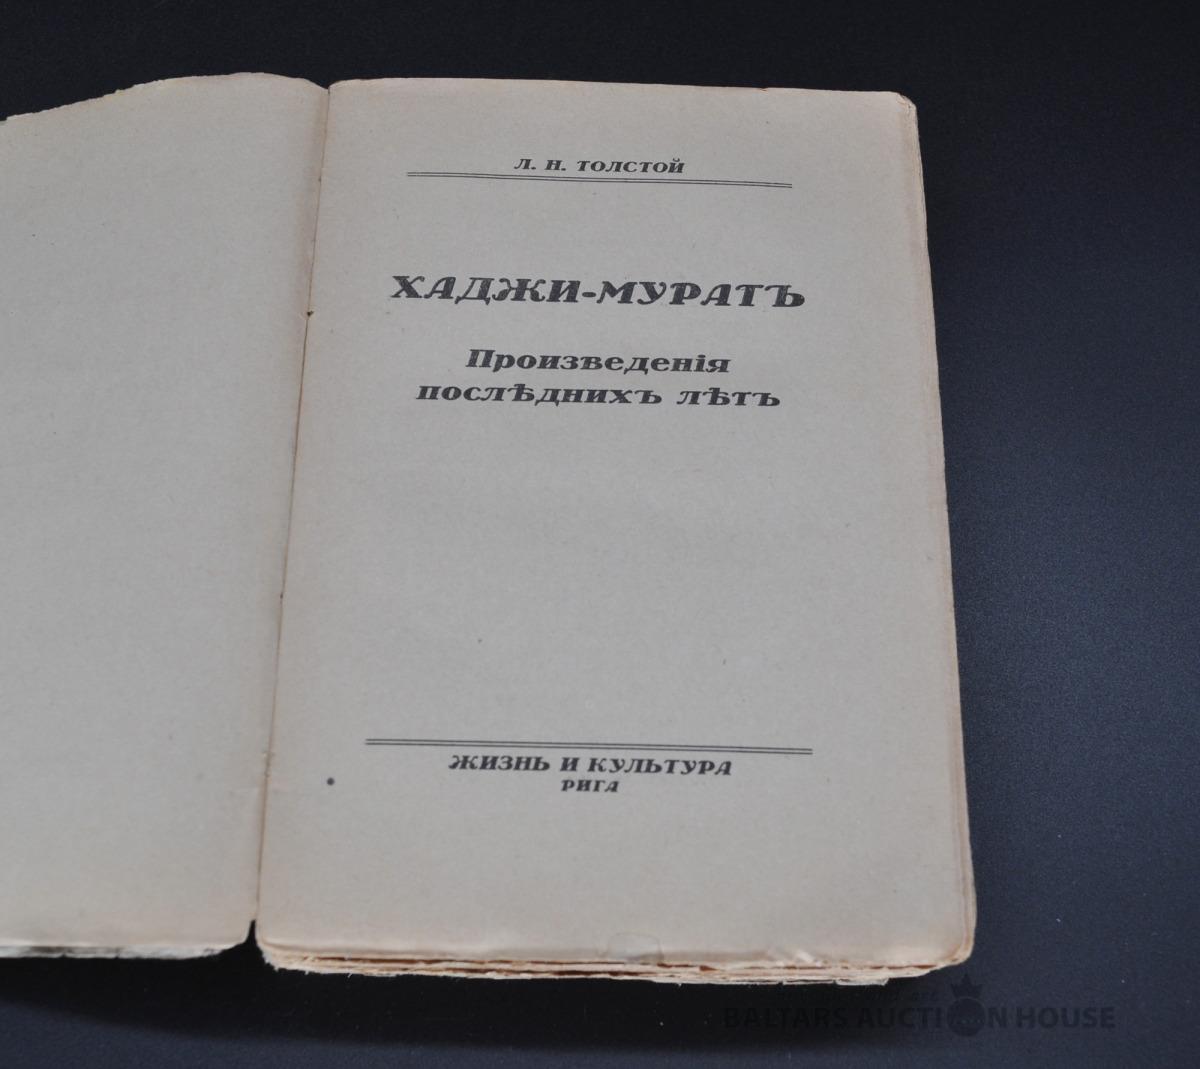 Л. Н. ТОЛСТОЙ
ХАДЖИ-МУРАТЪ
Произведенія
послѣднихъ лѣтъ
ЖИЗНЬ И КУЛЬТУРА
РИГА
BALTARS AUCTION HOUSE